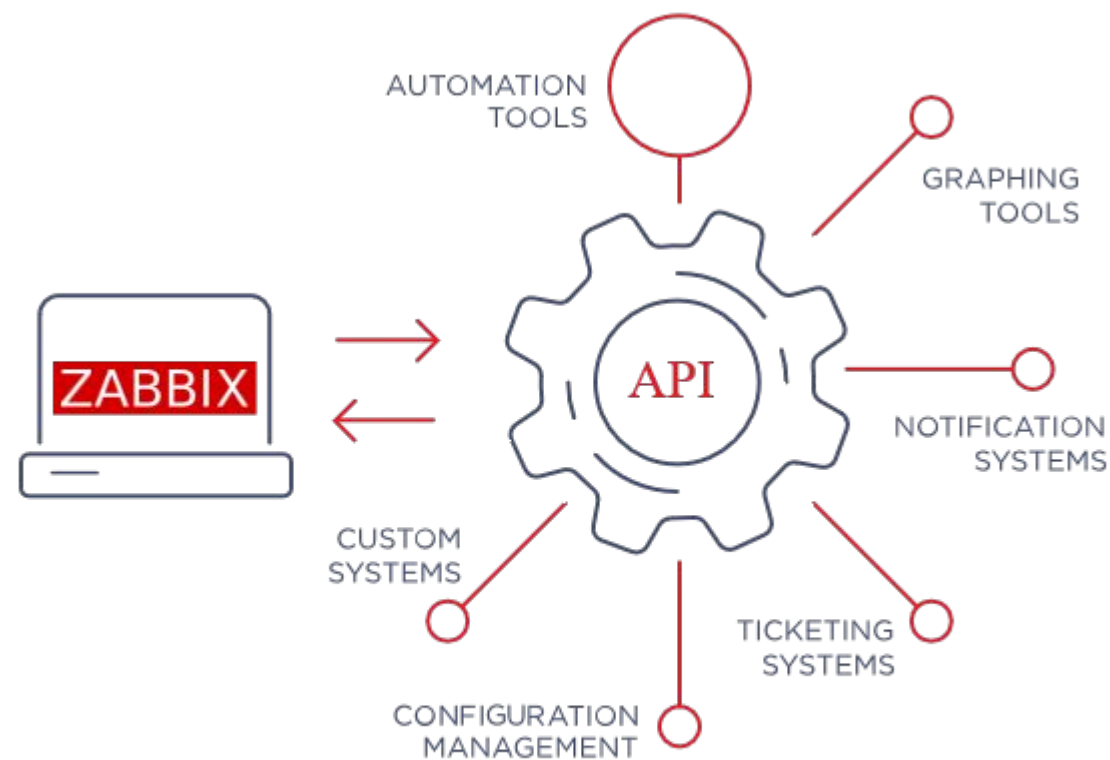 AUTOMATION
TOOLS
GRAPHING
TOOLS
ZABBIX
API
NOTIFICATION
SYSTEMS
CUSTOM
SYSTEMS
TICKETING
SYSTEMS
CONFIGURATION
MANAGEMENT